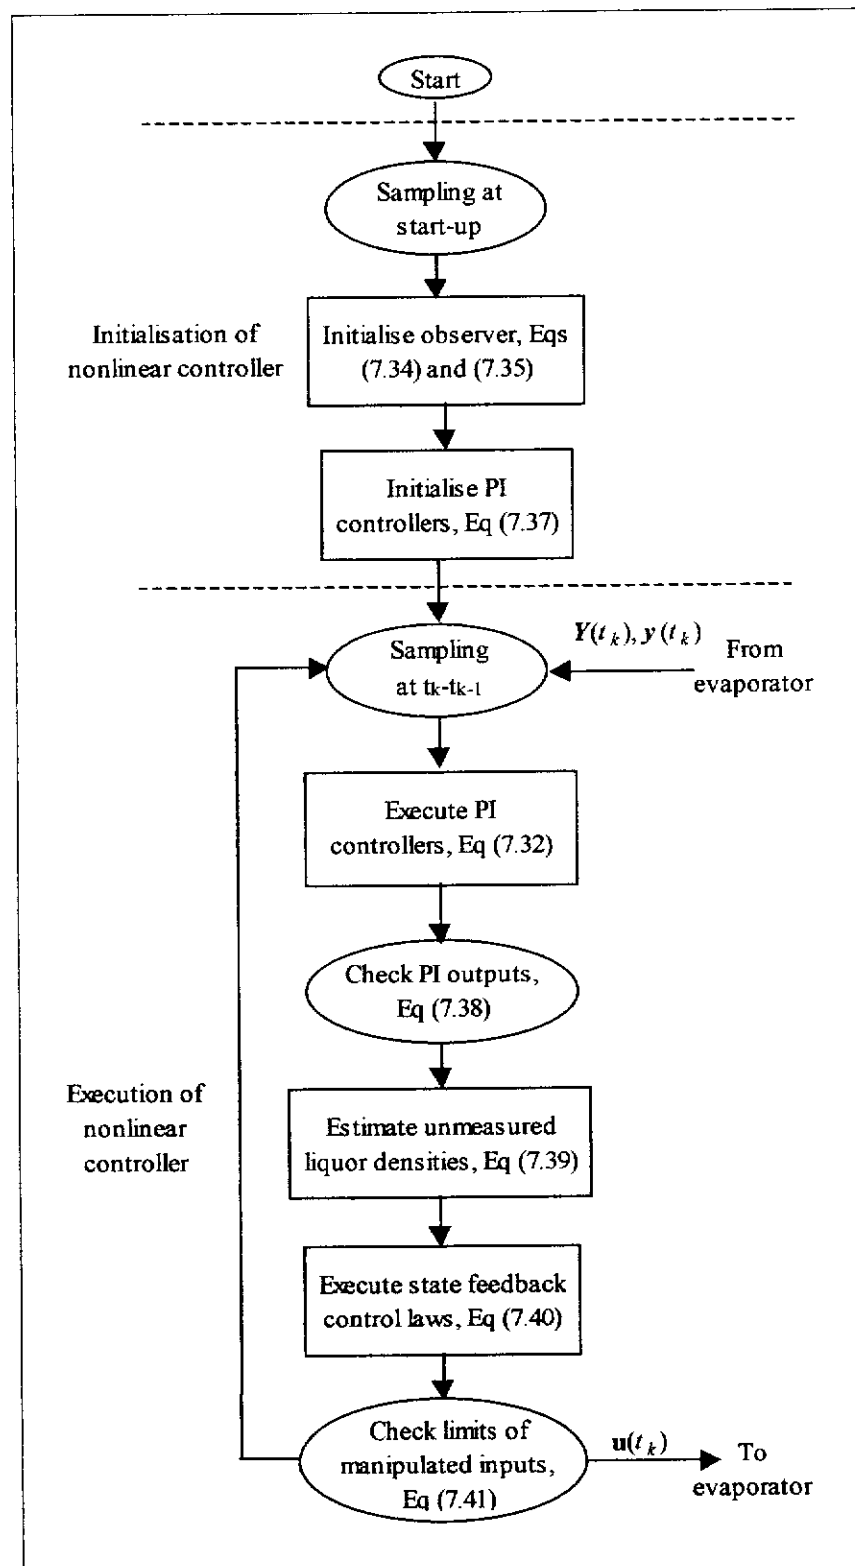 Start
Sampling at
start-up
Initialisation of
nonlinear controller
Initialise observer, Eqs
(7.34) and (7.35)
Initialise PI
controllers, Eq (7.37)
Sampling
at tk-tk-1
Y(t k), y(t k)
From
evaporator
Execute PI
controllers, Eq (7.32)
Check PI outputs,
Eq (7.38)
Execution of
nonlinear
controller
Estimate unmeasured
liquor densities, Eq (7.39)
Execute state feedback
control laws, Eq (7.40)
Check limits of
manipulated inputs,
Eq (7.41)
u(t k)
To
evaporator